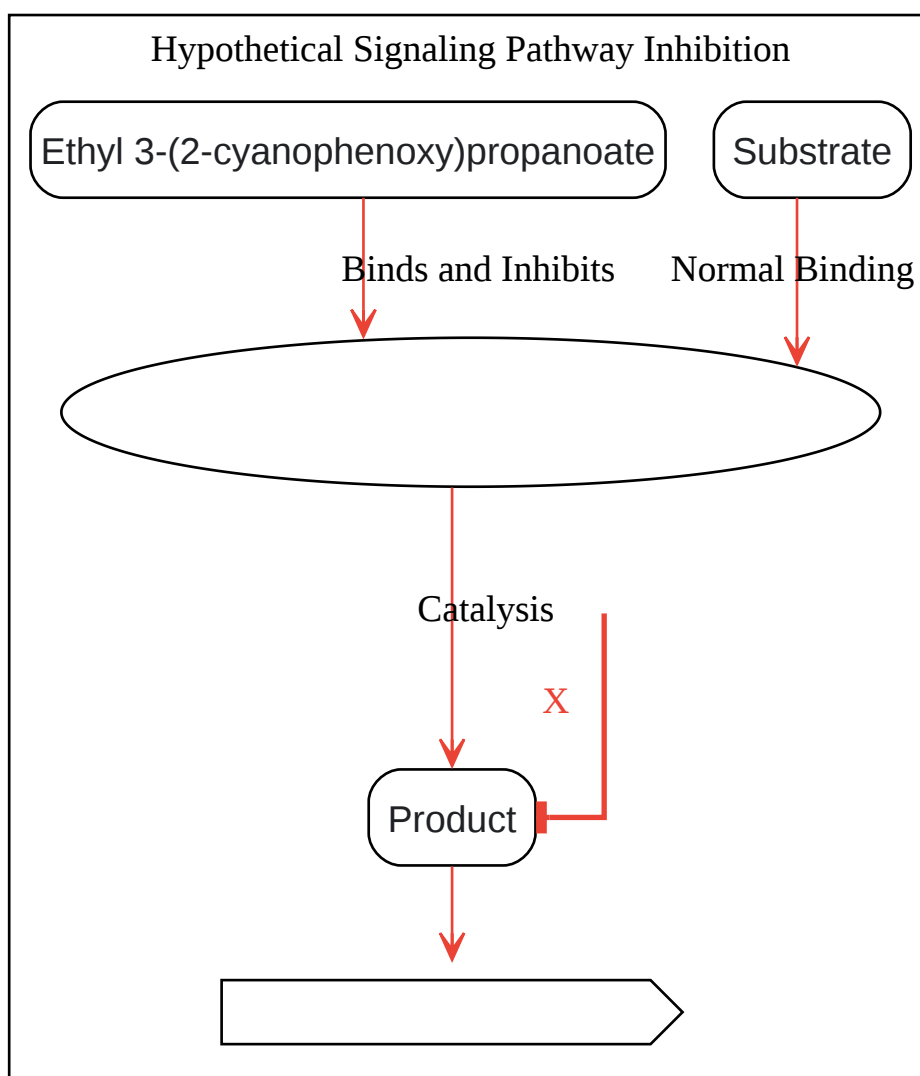 Hypothetical Signaling Pathway Inhibition
Ethyl 3-(2-cyanophenoxy)propanoate
Substrate
Binds and Inhibits
Normal Binding
Catalysis
X
Product